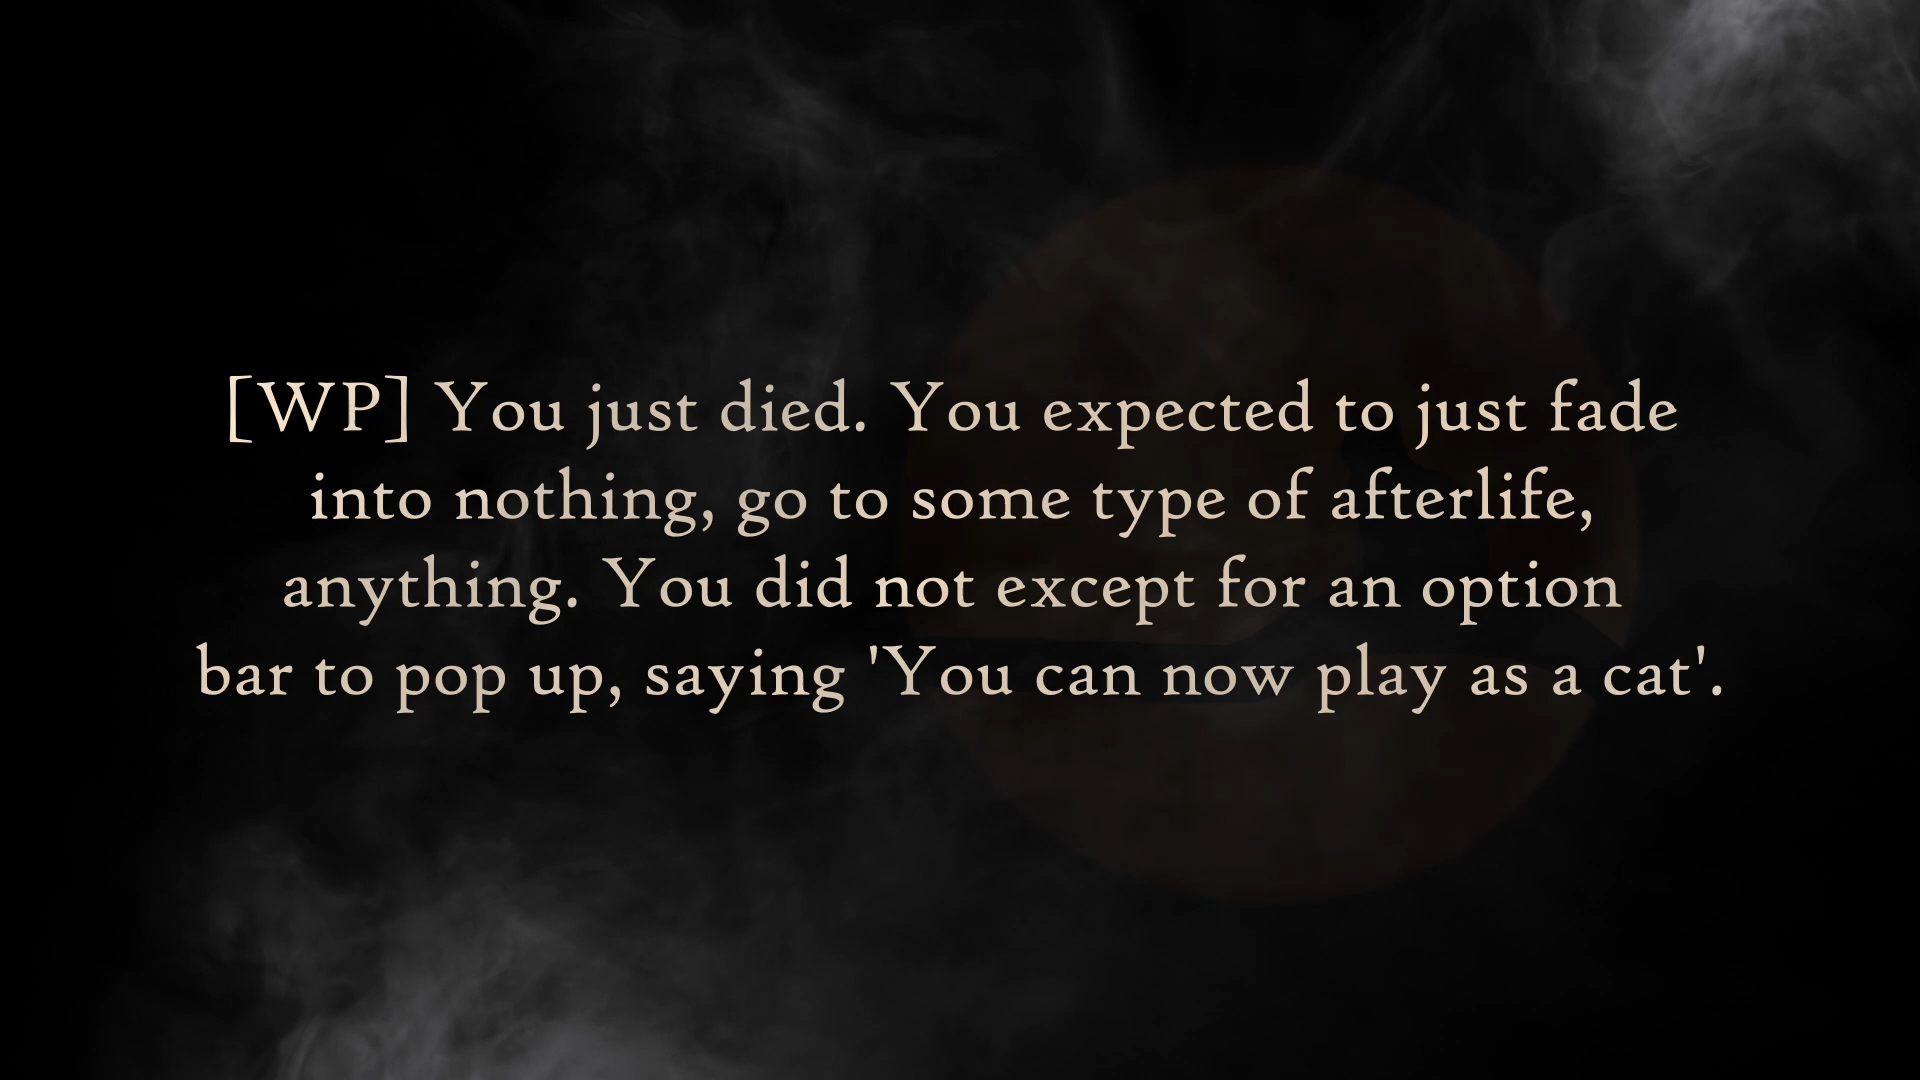 [WP] You just died. You expected to just fade
into nothing, go to some type of afterlife,
anything. You did not except for an option
bar to pop up, saying 'You can now play as a cat'.